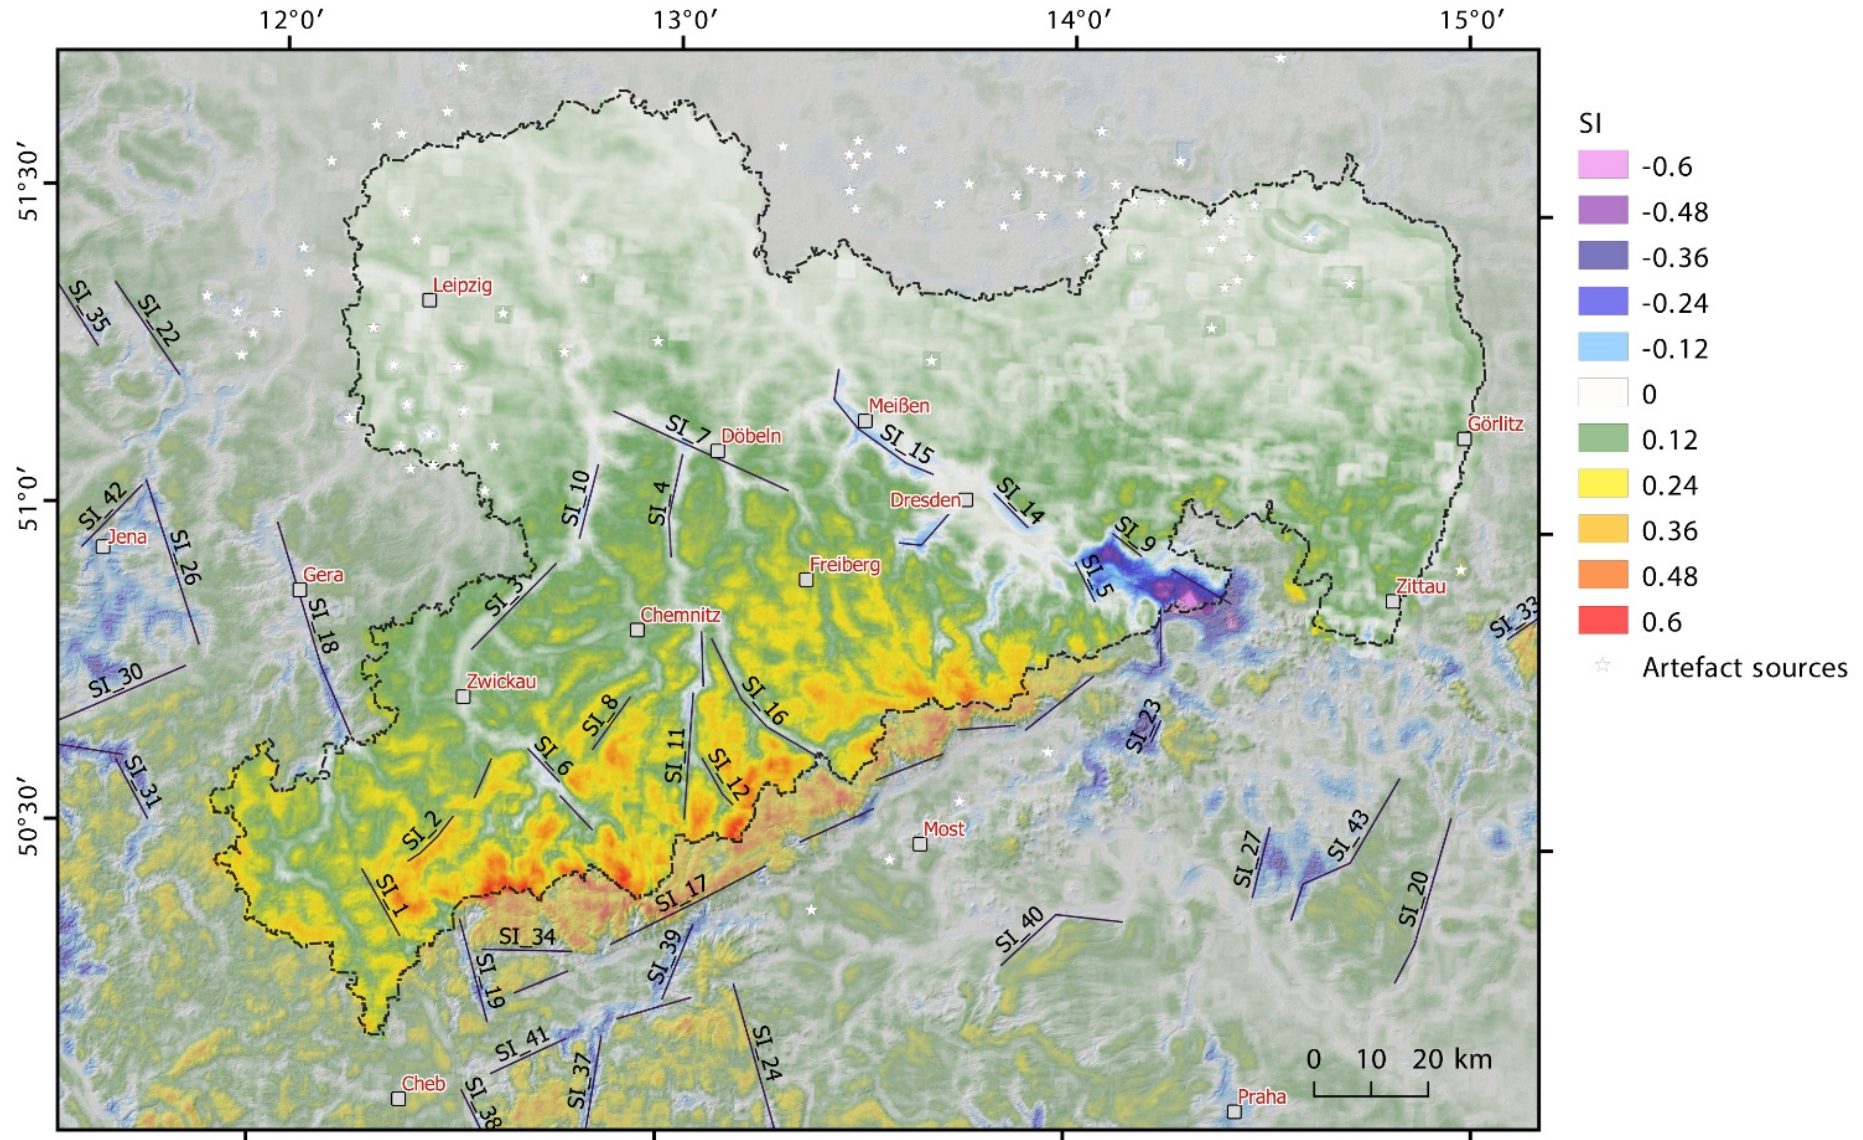 12°0′ 13°0′ 14°0′ 15°0′
SI
-0.6
-0.48
-0.36
-0.24
-0.12
0
0.12
0.24
0.36
0.48
0.6
Artefact sources
51°30′
51°0′
50°30′
Leipzig
SI_35
SI_22
Meißen
SI_7
Döbeln
SI_15
Görlitz
SI_10
SI_4
Dresden
SI_14
SI_42
Jena
SI_26
SI_9
Gera
SI_18
SI_3
Freiberg
SI_5
Zittau
Chemnitz
SI_33
SI_30
Zwickau
SI_8
SI_16
SI_23
SI_6
SI_11
SI_12
SI_31
SI_2
Most
SI_43
SI_27
SI_1
SI_17
SI_20
SI_34
SI_39
SI_40
SI_19
SI_41
SI_24
0 10 20 km
SI_37
Cheb
SI_38
Praha